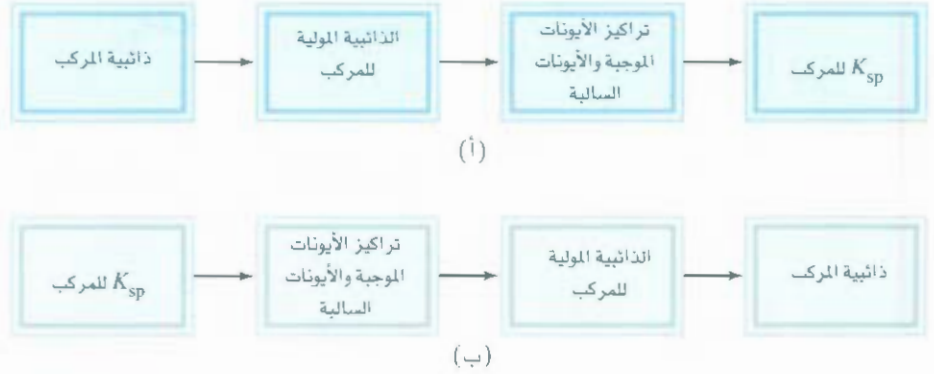 ذائبية المركب
الذائبية المولية
للمركب
تراكيز الأيونات
الموجبة والأيونات
السالبة
Ksp للمركب
(أ)
Ksp للمركب
تراكيز الأيونات
الموجبة والأيونات
السالبة
الذائبية المولية
للمركب
ذائبية المركب
(ب)